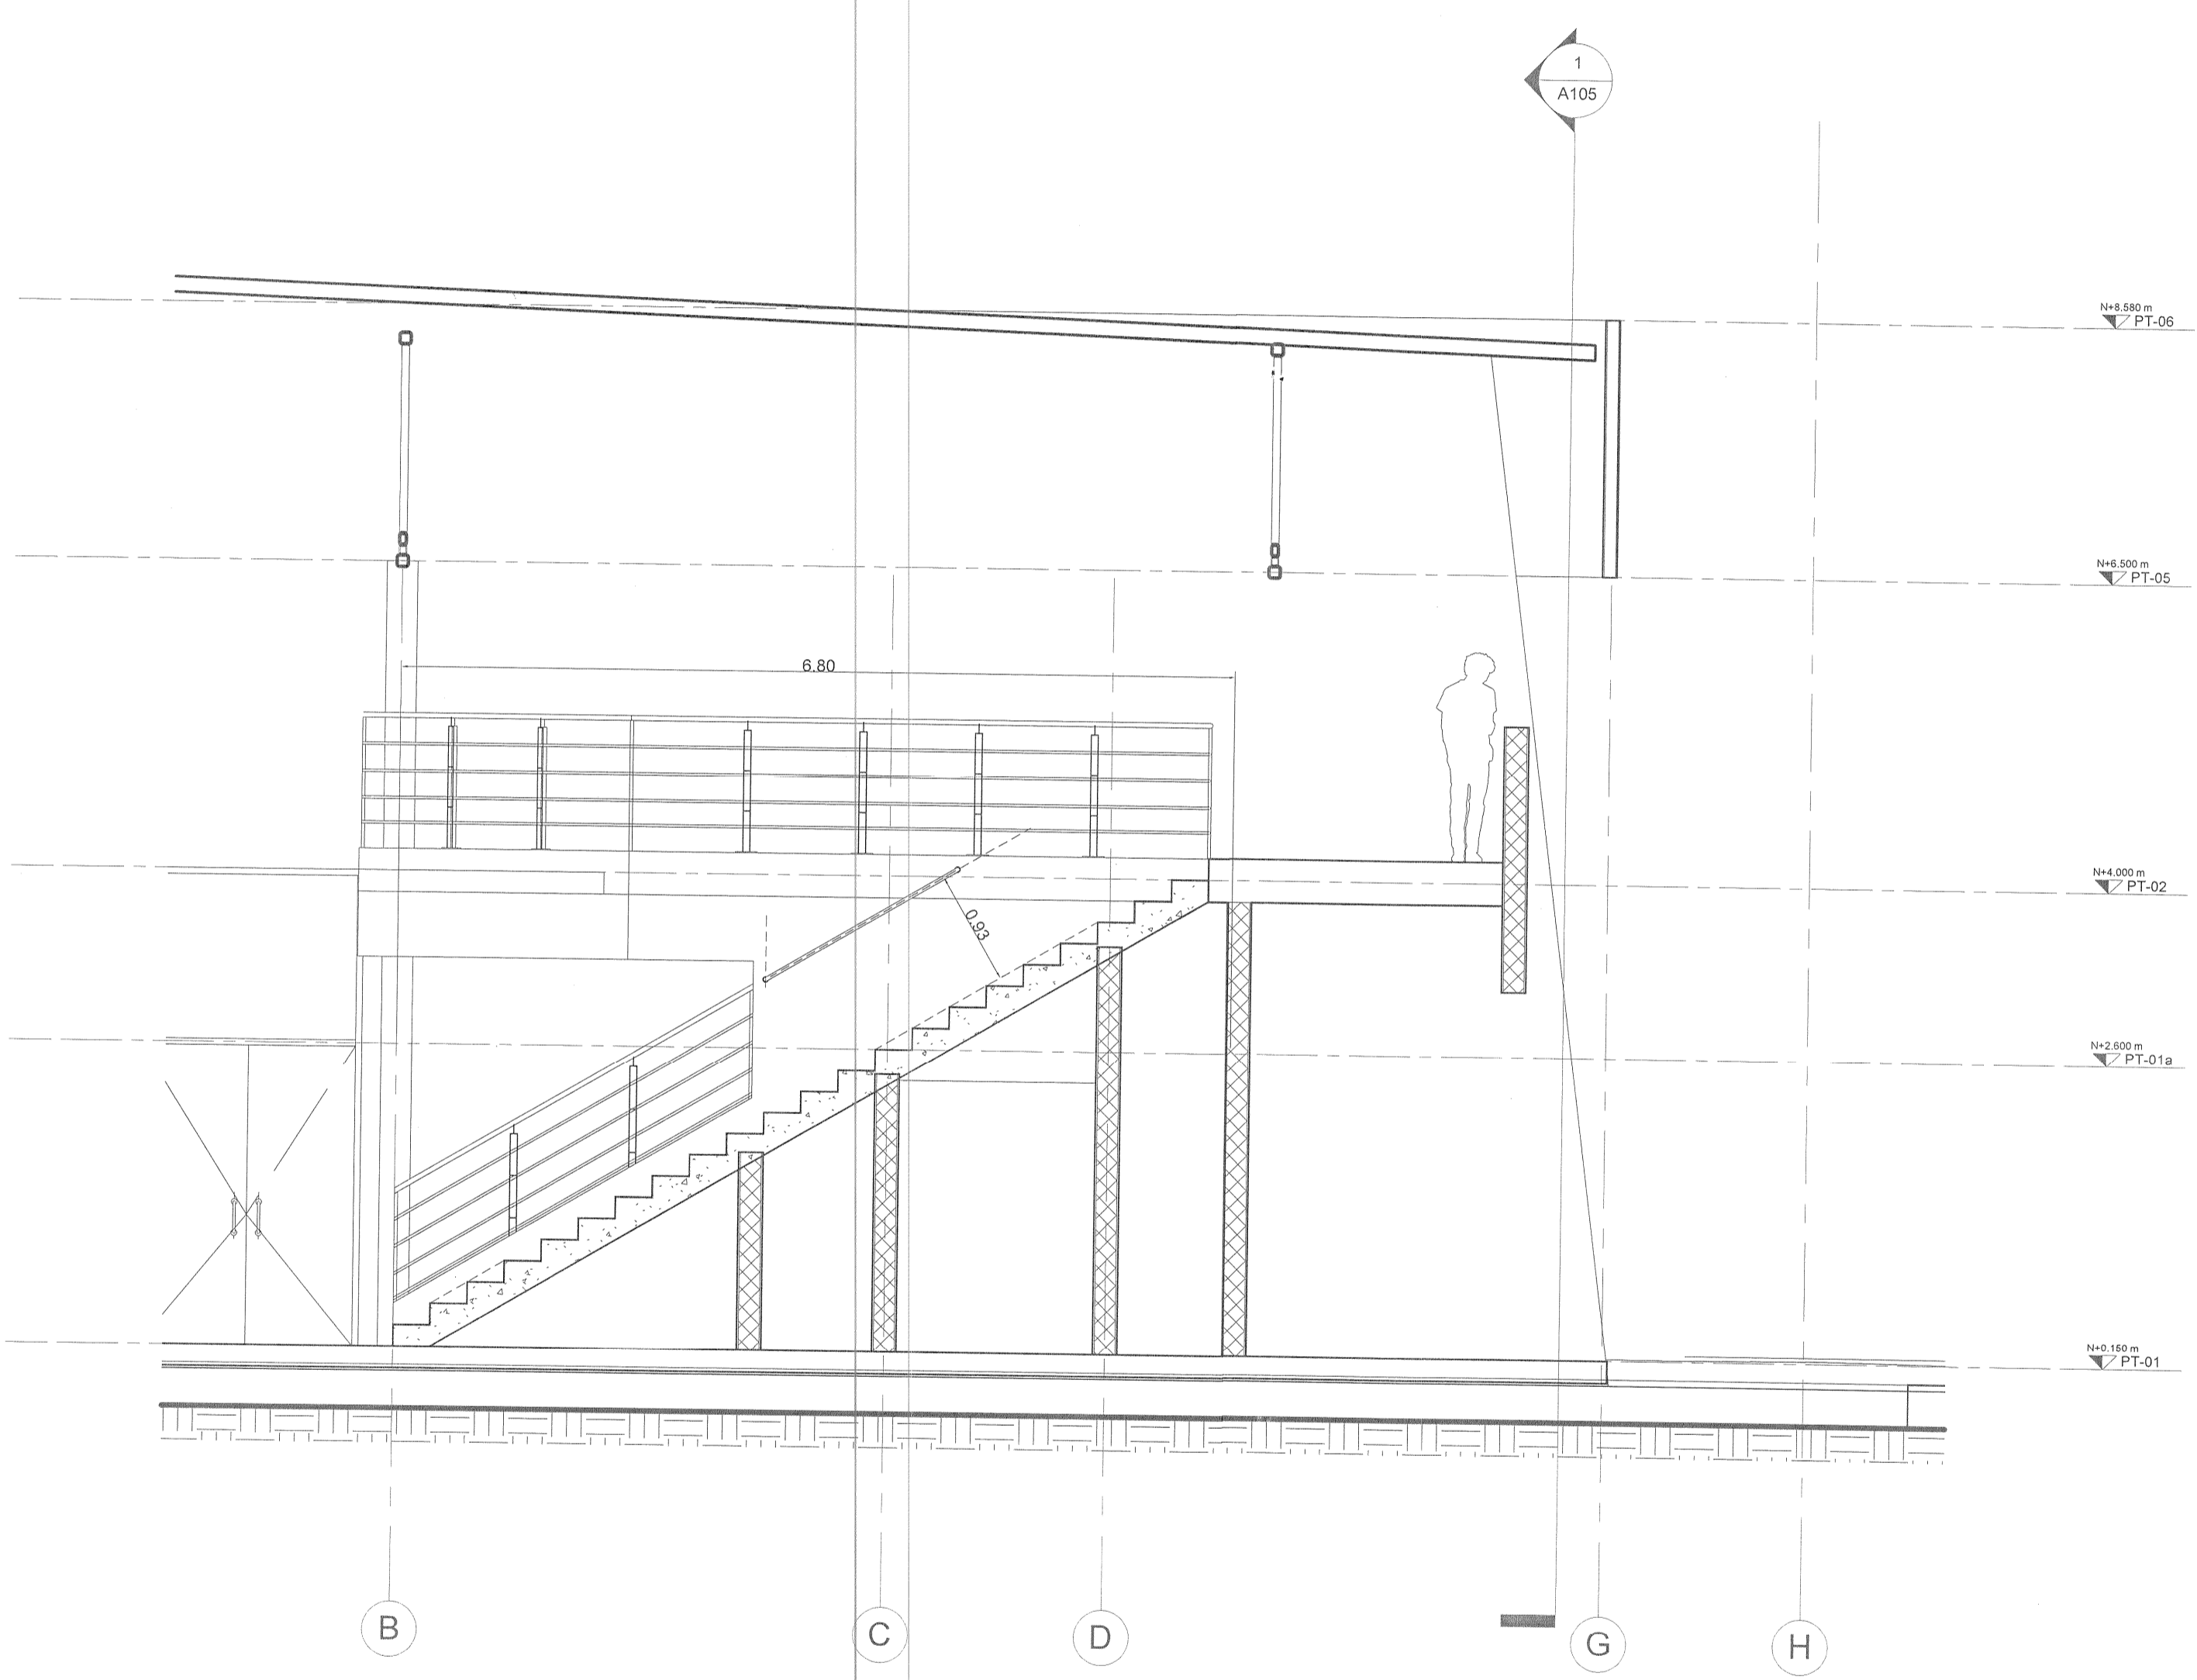 1
A105
N+8.580 m
PT-06
N+6.500 m
PT-05
6.80
N+4.000 m
PT-02
0.93
N+2.600 m
PT-01a
N+0.150 m
PT-01
B
C
D
G
H